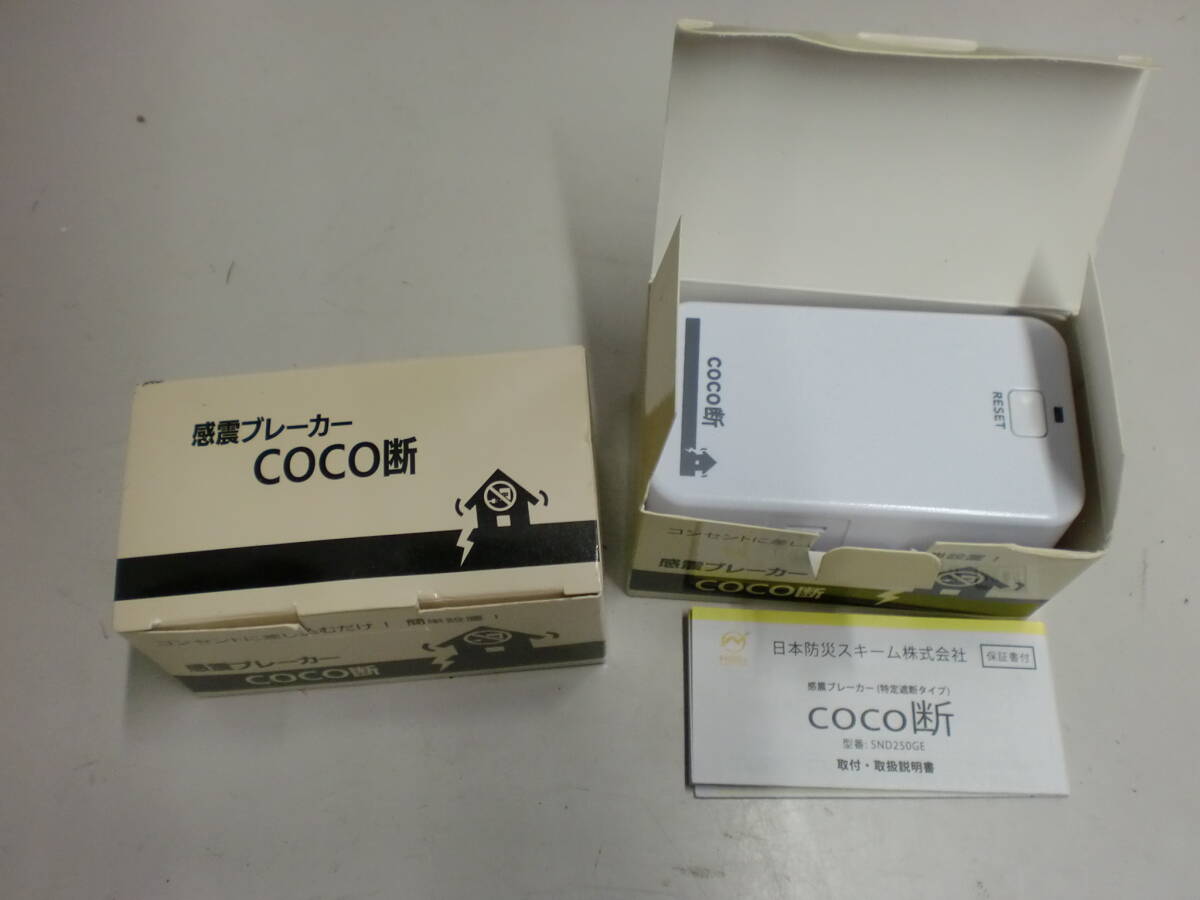 感震ブレーカー
COCO断
コンセントに差し込むだけ! 簡単設置!
感震ブレーカー
COCO断
COCO断
RESET
コンセントに差し
設置!
感震ブレーカー
COCO断
日本防災スキーム株式会社
保証書付
感震ブレーカー(特定遮断タイプ)
COCO断
型番: SND250GE
取付・取扱説明書